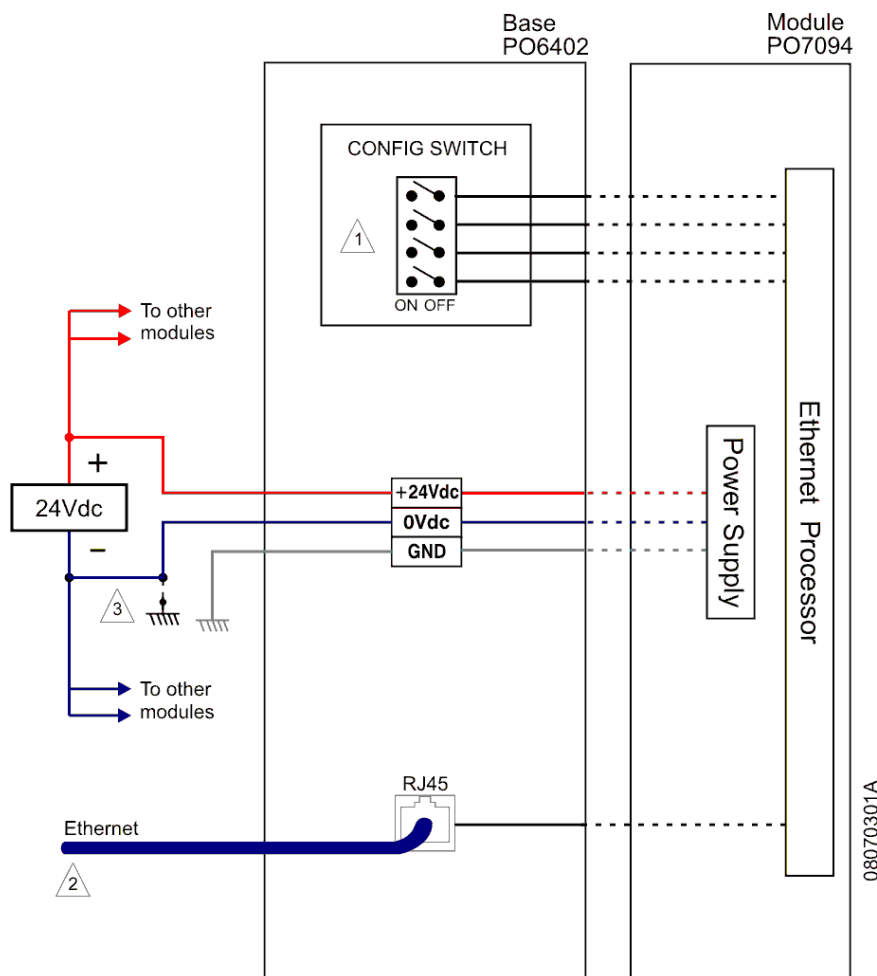 Base
PO6402
Module
PO7094
CONFIG SWITCH
1
ON OFF
To other
modules
+
24Vdc
−
+24Vdc
0Vdc
GND
3
To other
modules
Power Supply
Ethernet Processor
RJ45
Ethernet
2
08070301A